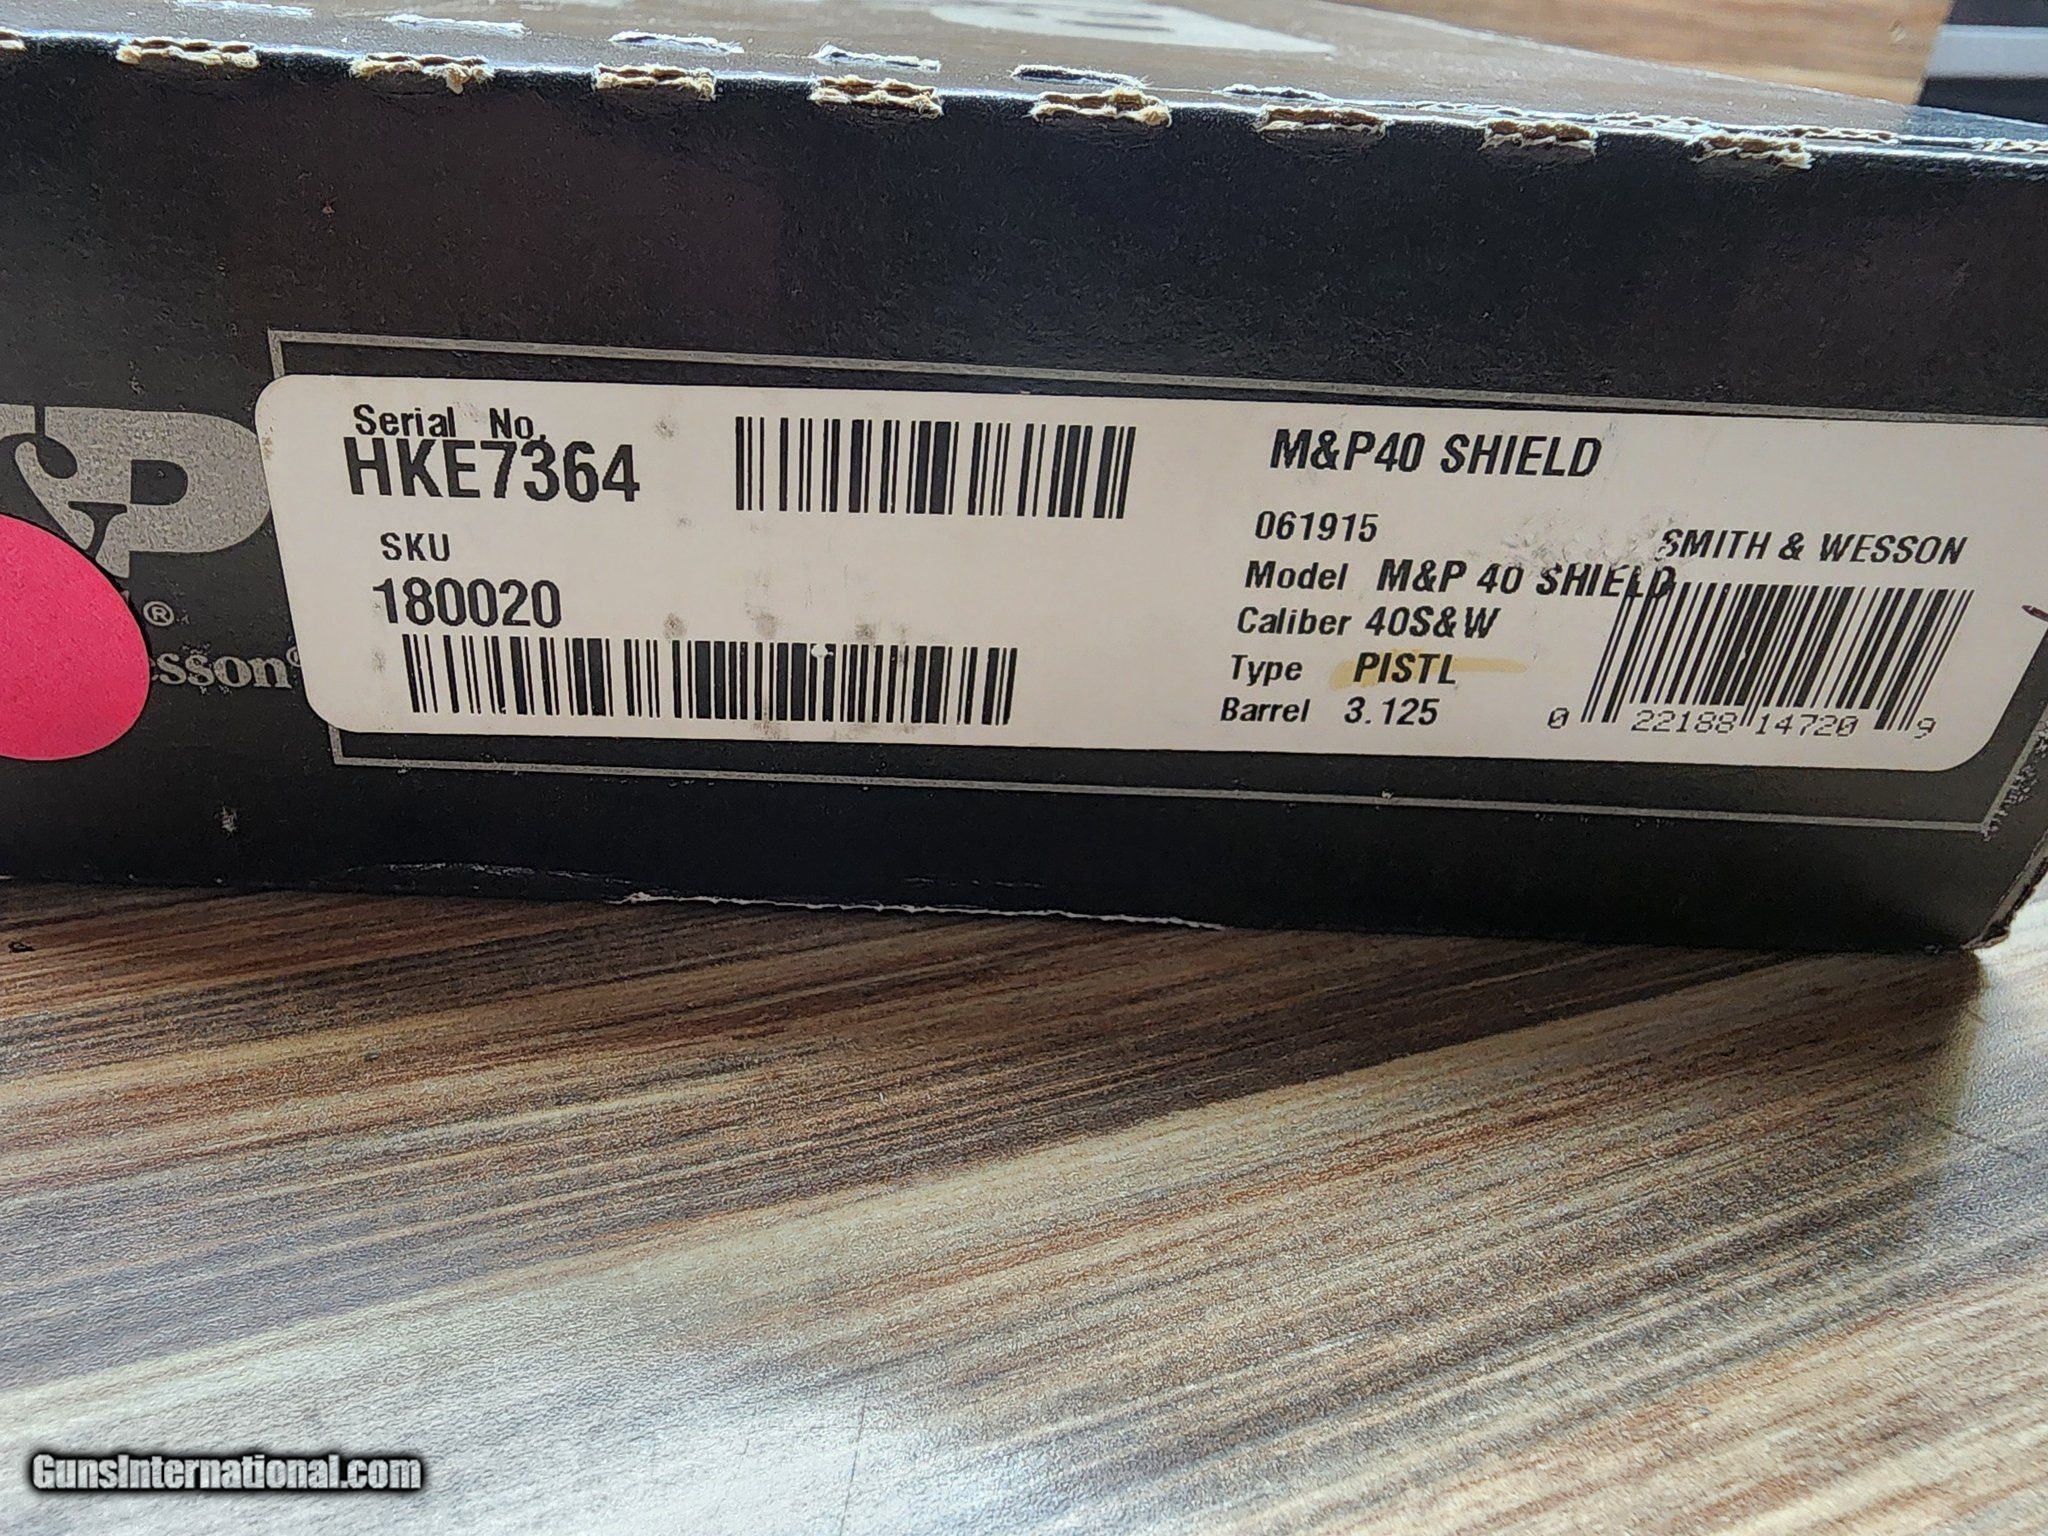 &P
®
esson®
Serial No.
HKE7364
SKU
180020
M&P40 SHIELD
061915
SMITH & WESSON
Model M&P 40 SHIELD
Caliber 40S&W
Type PISTL
Barrel 3.125
0 22188 14720 9
GunsInternational.com